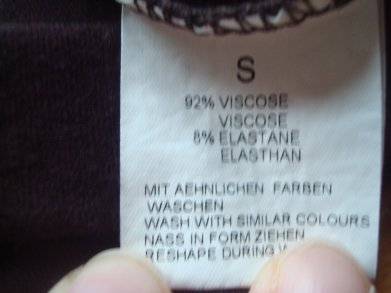 S
92% VISCOSE
VISCOSE
8% ELASTANE
ELASTHAN
MIT AEHNLICHEN FARBEN
WASCHEN
WASH WITH SIMILAR COLOURS
NASS IN FORM ZIEHEN
RESHAPE DURING